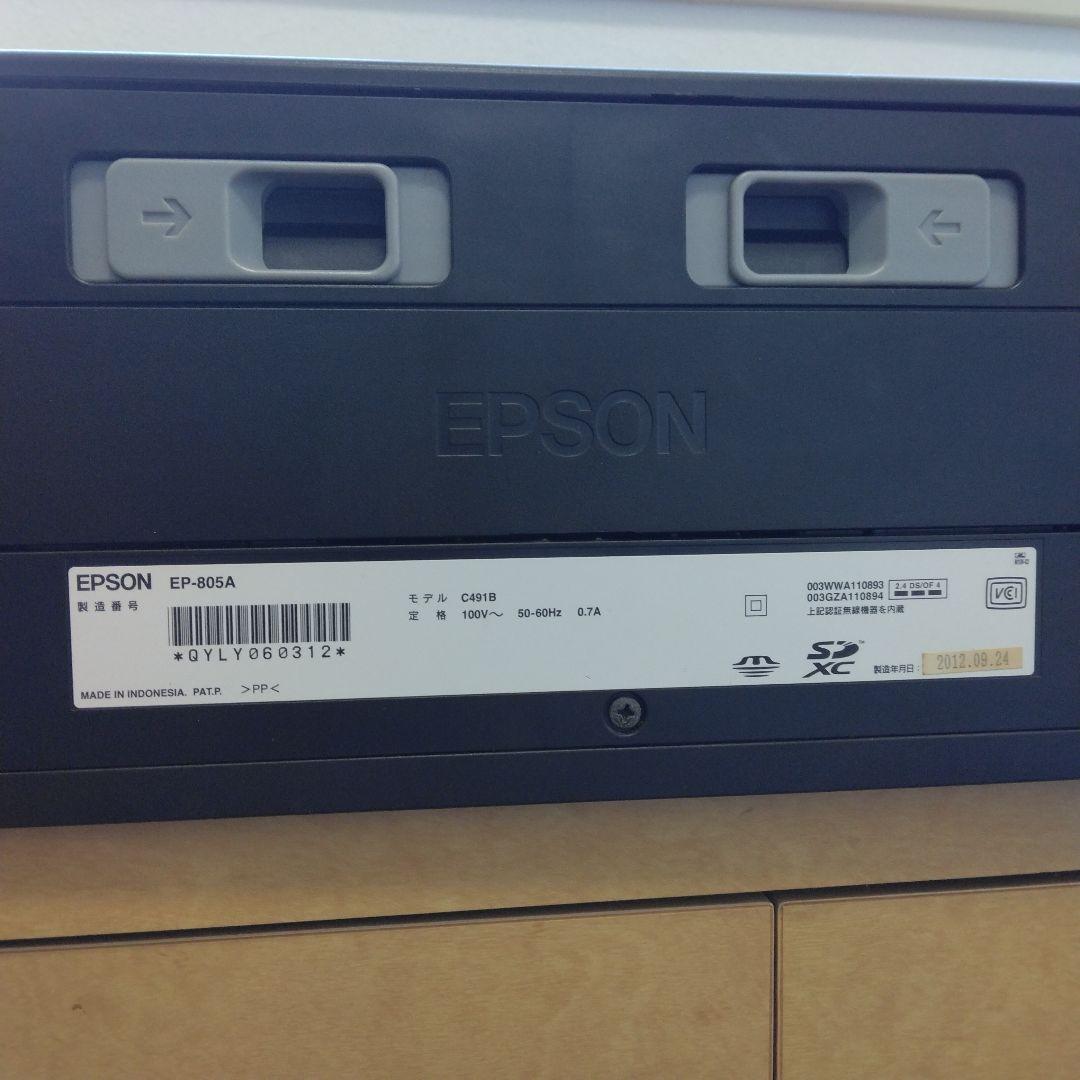 EPSON
EPSON EP-805A
製造番号
*QYLY060312*
MADE IN INDONESIA. PAT.P. >PP<
モデル C491B
定格 100V～ 50-60Hz 0.7A
003WWA110893
003GZA110894
2.4 DS/OF 4
上記認証無線機器を内蔵
VCI
SD XC™
製造年月日: 2012.09.24